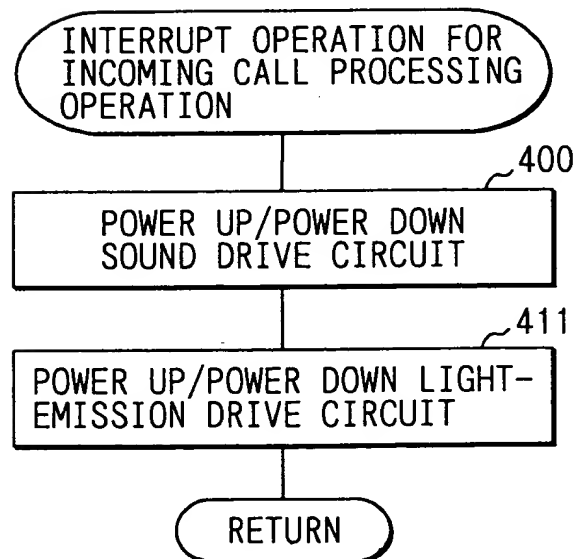 INTERRUPT OPERATION FOR
INCOMING CALL PROCESSING
OPERATION
400
POWER UP/POWER DOWN
SOUND DRIVE CIRCUIT
411
POWER UP/POWER DOWN LIGHT-
EMISSION DRIVE CIRCUIT
RETURN